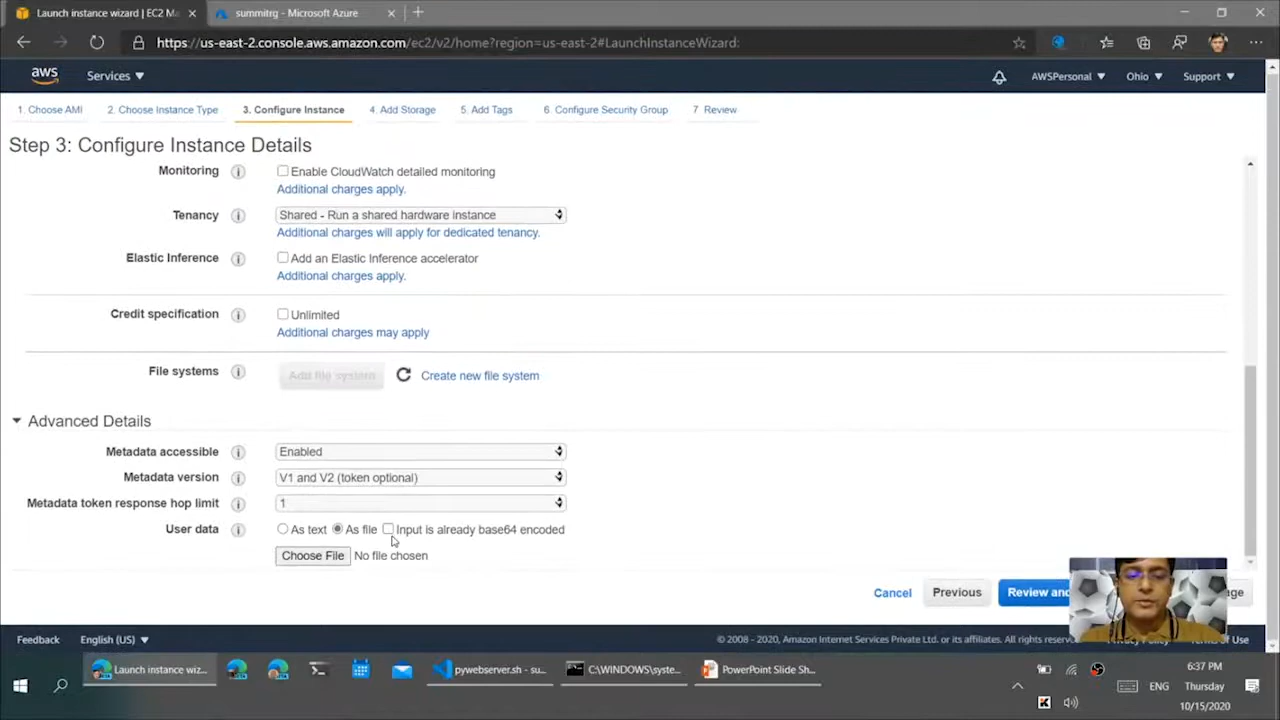 Launch instance wizard | EC2 Ma
summitrg - Microsoft Azure
https://us-east-2.console.aws.amazon.com/ec2/v2/home?region=us-east-2#LaunchInstanceWizard:
aws Services AWSPersonal Ohio Support
1. Choose AMI 2. Choose Instance Type 3. Configure Instance 4. Add Storage 5. Add Tags 6. Configure Security Group 7. Review
Step 3: Configure Instance Details
Monitoring Enable CloudWatch detailed monitoring
Additional charges apply.
Tenancy Shared - Run a shared hardware instance
Additional charges will apply for dedicated tenancy.
Elastic Inference Add an Elastic Inference accelerator
Additional charges apply.
Credit specification Unlimited
Additional charges may apply
File systems Add file system Create new file system
Advanced Details
Metadata accessible Enabled
Metadata version V1 and V2 (token optional)
Metadata token response hop limit 1
User data As text As file Input is already base64 encoded
Choose File No file chosen
Cancel Previous Review and
Feedback English (US) © 2008 - 2020, Amazon Internet Services Private Ltd. or its affiliates. All rights reserve
Launch instance wiz... pywebserver.sh - su... C:\WINDOWS\syste... PowerPoint Slide Sh...
6:37 PM
ENG Thursday
10/15/2020